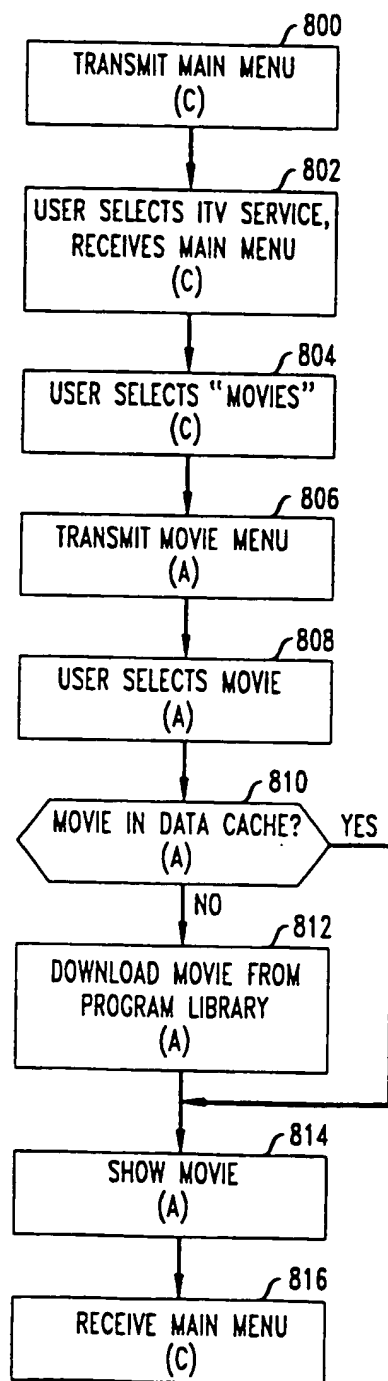 800
TRANSMIT MAIN MENU
(C)
802
USER SELECTS ITV SERVICE,
RECEIVES MAIN MENU
(C)
804
USER SELECTS "MOVIES"
(C)
806
TRANSMIT MOVIE MENU
(A)
808
USER SELECTS MOVIE
(A)
810
MOVIE IN DATA CACHE?
(A)
YES
NO
812
DOWNLOAD MOVIE FROM
PROGRAM LIBRARY
(A)
814
SHOW MOVIE
(A)
816
RECEIVE MAIN MENU
(C)